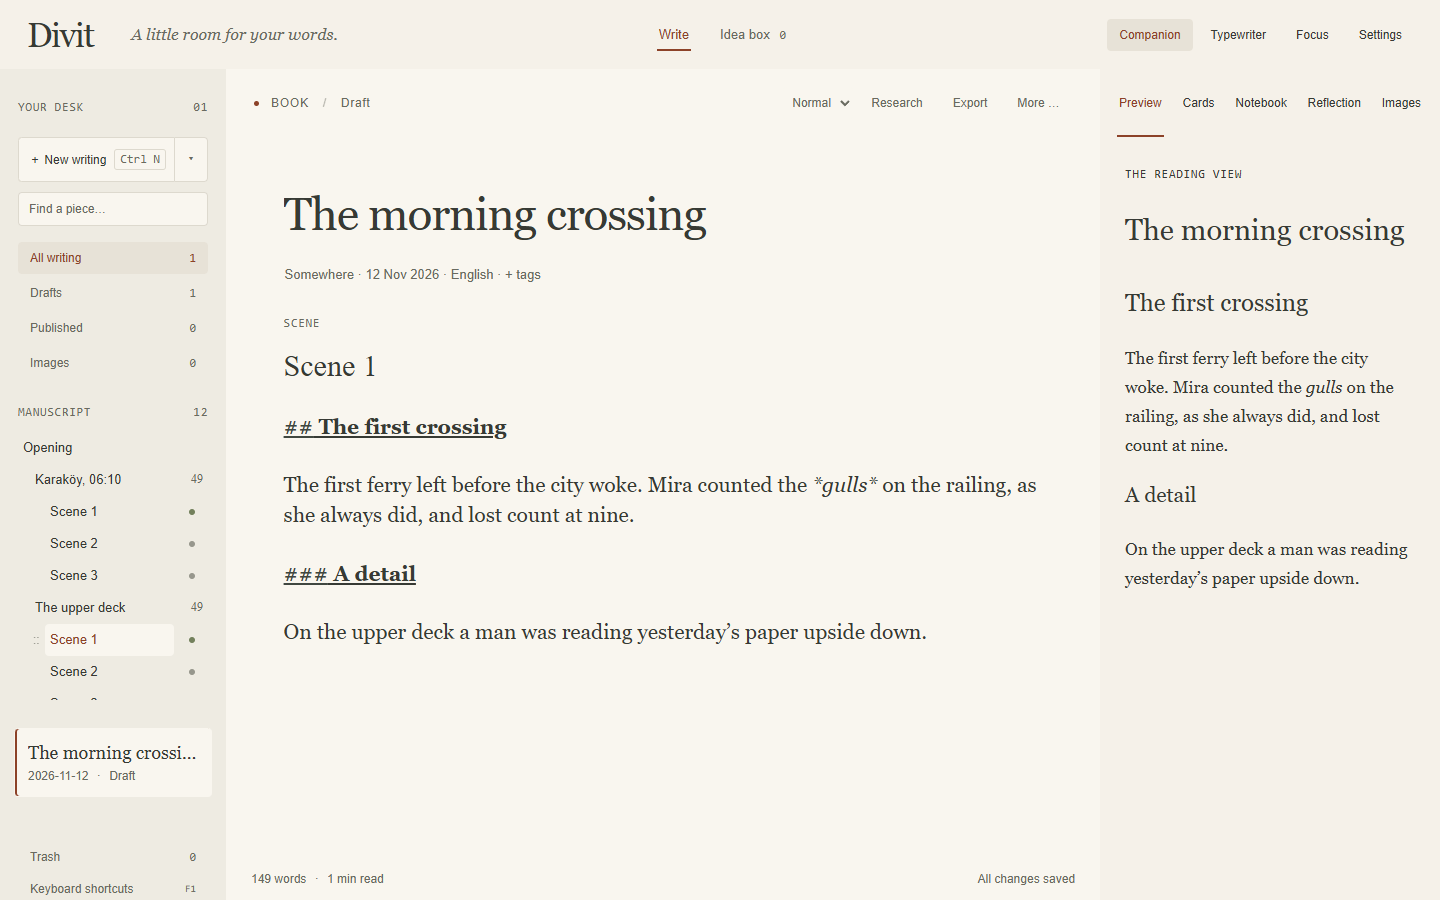 Divit
A little room for your words.
Write
Idea box 0
Companion
Typewriter
Focus
Settings
YOUR DESK 01
+ New writing Ctrl N
Find a piece...
All writing 1
Drafts 1
Published 0
Images 0
MANUSCRIPT 12
Opening
Karaköy, 06:10 49
Scene 1
Scene 2
Scene 3
The upper deck 49
:: Scene 1
Scene 2
The morning crossi...
2026-11-12 · Draft
Trash 0
Keyboard shortcuts F1
BOOK / Draft
Normal
Research
Export
More ...
The morning crossing
Somewhere · 12 Nov 2026 · English · + tags
SCENE
Scene 1
## The first crossing
The first ferry left before the city woke. Mira counted the *gulls* on the railing, as
she always did, and lost count at nine.
### A detail
On the upper deck a man was reading yesterday’s paper upside down.
149 words · 1 min read
All changes saved
Preview
Cards
Notebook
Reflection
Images
THE READING VIEW
The morning crossing
The first crossing
The first ferry left before the city
woke. Mira counted the gulls on the
railing, as she always did, and lost
count at nine.
A detail
On the upper deck a man was reading
yesterday’s paper upside down.